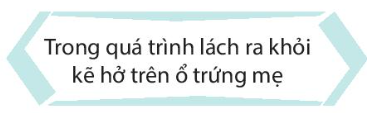 Trong quá trình lách ra khỏi
kẽ hở trên ổ trứng mẹ